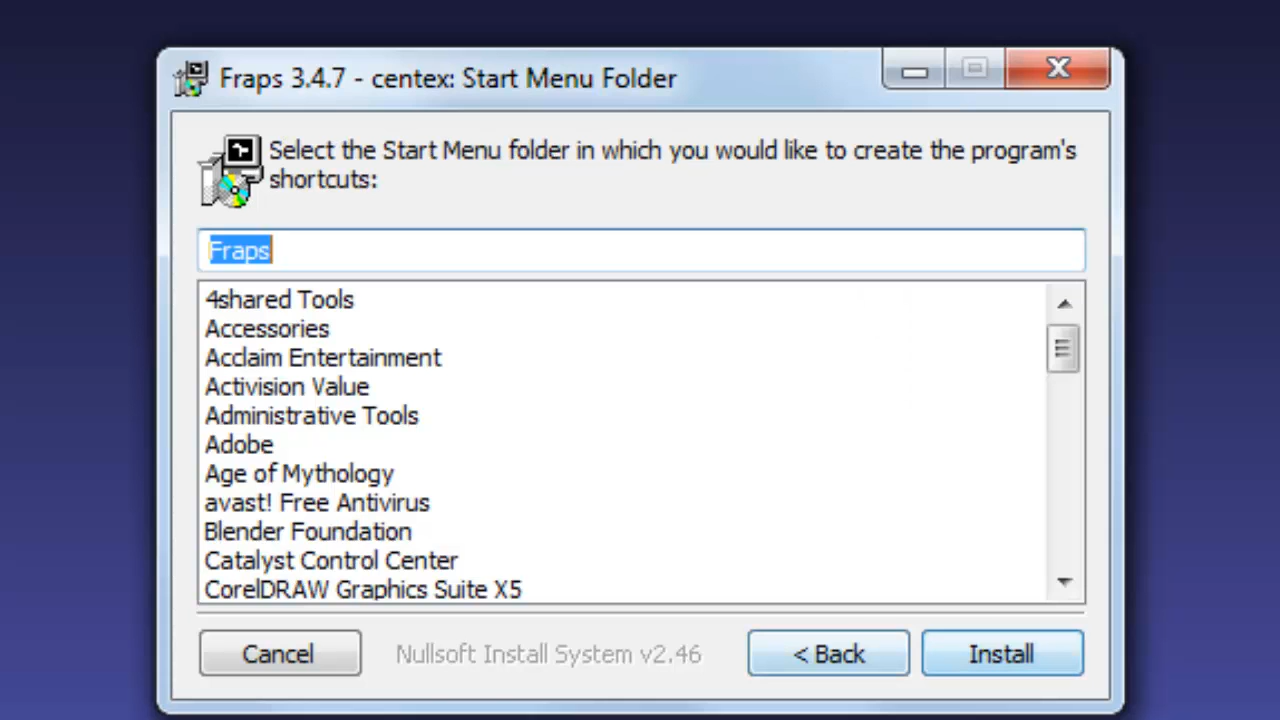 Fraps 3.4.7 - centex: Start Menu Folder
Select the Start Menu folder in which you would like to create the program's
shortcuts:
Fraps
4shared Tools
Accessories
Acclaim Entertainment
Activision Value
Administrative Tools
Adobe
Age of Mythology
avast! Free Antivirus
Blender Foundation
Catalyst Control Center
CorelDRAW Graphics Suite X5
Cancel Nullsoft Install System v2.46 < Back Install